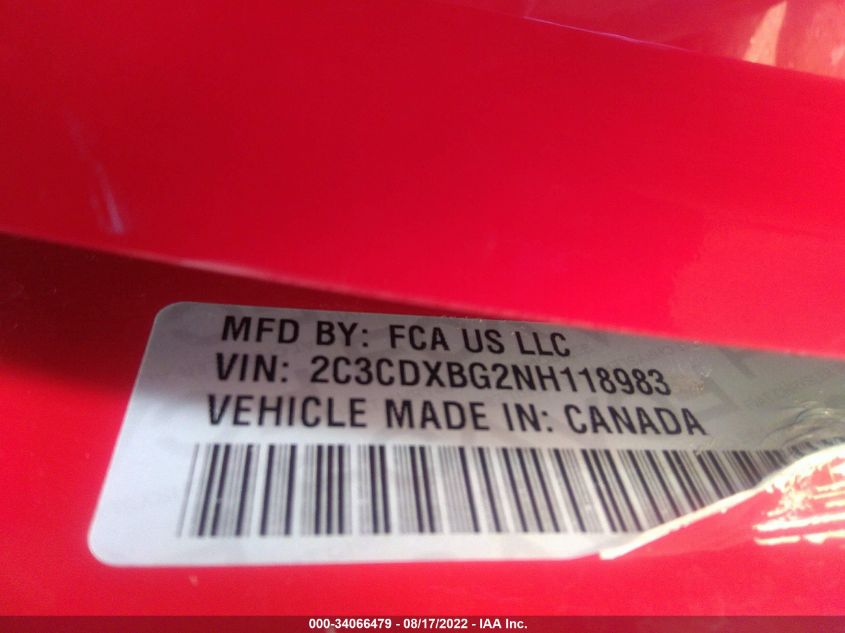 MFD BY: FCA US LLC
VIN: 2C3CDXBG2NH118983
VEHICLE MADE IN: CANADA
000-34066479 - 08/17/2022 - IAA Inc.